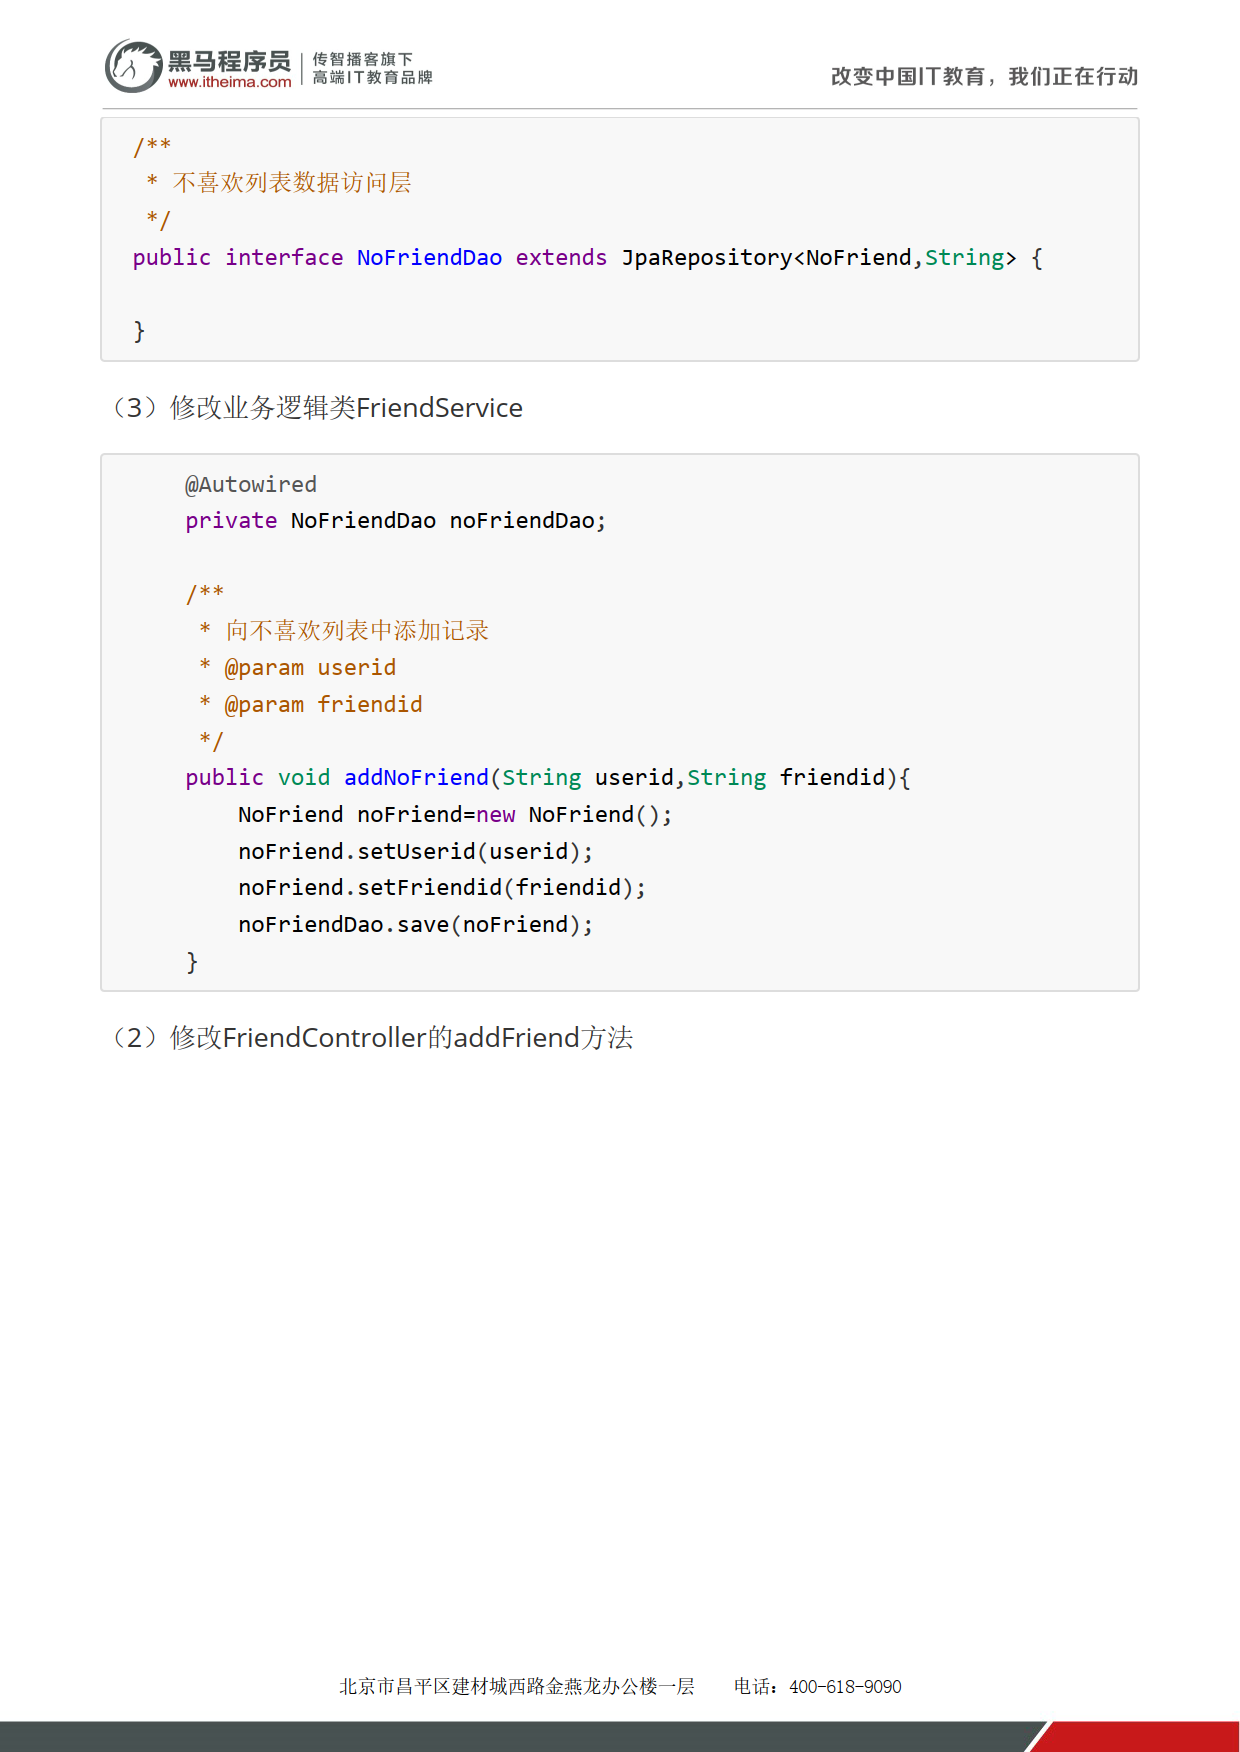 黑马程序员
www.itheima.com
传智播客旗下
高端IT教育品牌
改变中国IT教育，我们正在行动
/**
 * 不喜欢列表数据访问层
 */
public interface NoFriendDao extends JpaRepository<NoFriend,String> {

}
（3）修改业务逻辑类FriendService
    @Autowired
    private NoFriendDao noFriendDao;

    /**
     * 向不喜欢列表中添加记录
     * @param userid
     * @param friendid
     */
    public void addNoFriend(String userid,String friendid){
        NoFriend noFriend=new NoFriend();
        noFriend.setUserid(userid);
        noFriend.setFriendid(friendid);
        noFriendDao.save(noFriend);
    }
（2）修改FriendController的addFriend方法
北京市昌平区建材城西路金燕龙办公楼一层 电话：400-618-9090